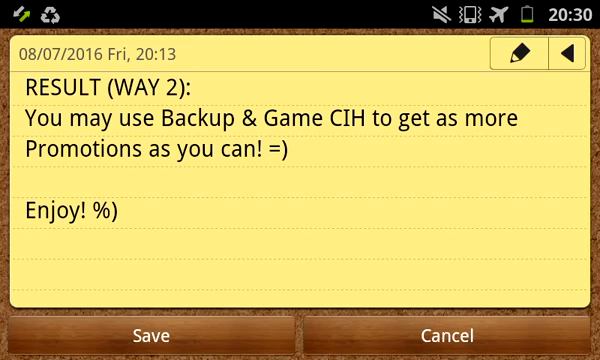 20:30
08/07/2016 Fri, 20:13
RESULT (WAY 2):
You may use Backup & Game CIH to get as more
Promotions as you can! =)
Enjoy! %)
Save
Cancel